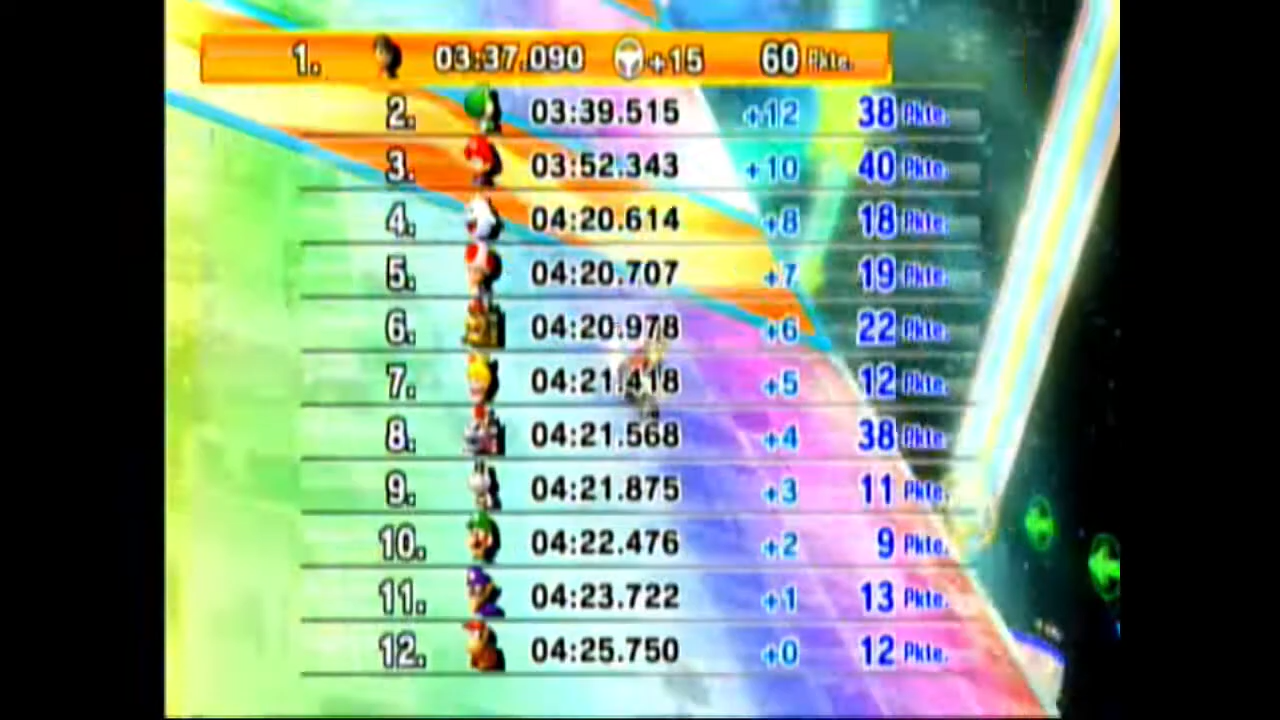 1. 03:37.090 +15 60 Pkte.
2. 03:39.515 +12 38 Pkte.
3. 03:52.343 +10 40 Pkte.
4. 04:20.614 +8 18 Pkte.
5. 04:20.707 +7 19 Pkte.
6. 04:20.978 +6 22 Pkte.
7. 04:21.418 +5 12 Pkte.
8. 04:21.568 +4 38 Pkte.
9. 04:21.875 +3 11 Pkte.
10. 04:22.476 +2 9 Pkte.
11. 04:23.722 +1 13 Pkte.
12. 04:25.750 +0 12 Pkte.